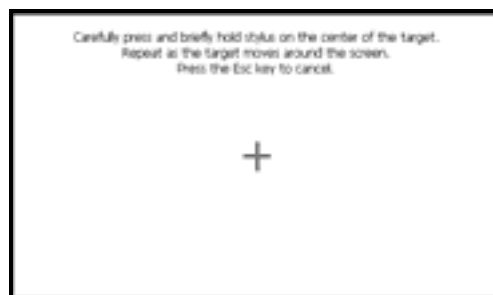 Carefully press and briefly hold stylus on the center of the target.
Repeat as the target moves around the screen.
Press the Esc key to cancel.